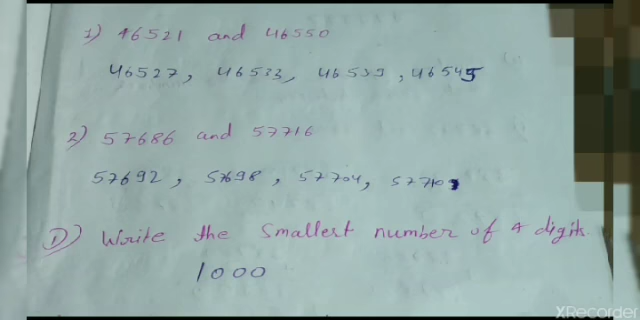 1) 46521 and 46550
46527, 46533, 46539, 46545
2) 57686 and 57716
57692, 57698, 57704, 57710,
D) Write the Smallest number of 4 digits.
1000
XRecorder